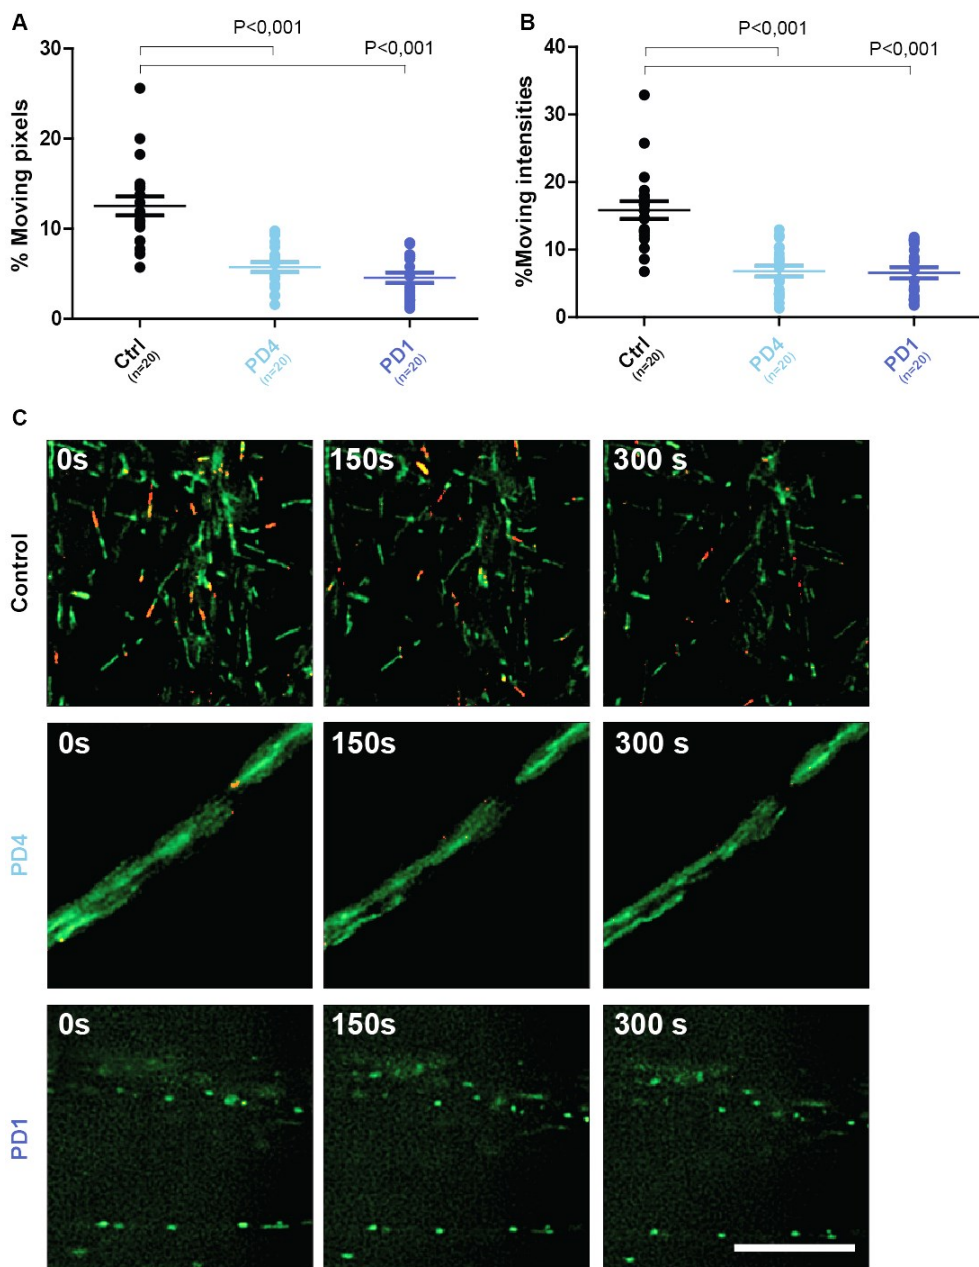 A
P<0,001
P<0,001
% Moving pixels
30
20
10
0
Ctrl
(n=20)
PD4
(n=20)
PD1
(n=20)
B
P<0,001
P<0,001
%Moving intensities
40
30
20
10
0
Ctrl
(n=20)
PD4
(n=20)
PD1
(n=20)
C
Control
0s
150s
300 s
PD4
0s
150s
300 s
PD1
0s
150s
300 s